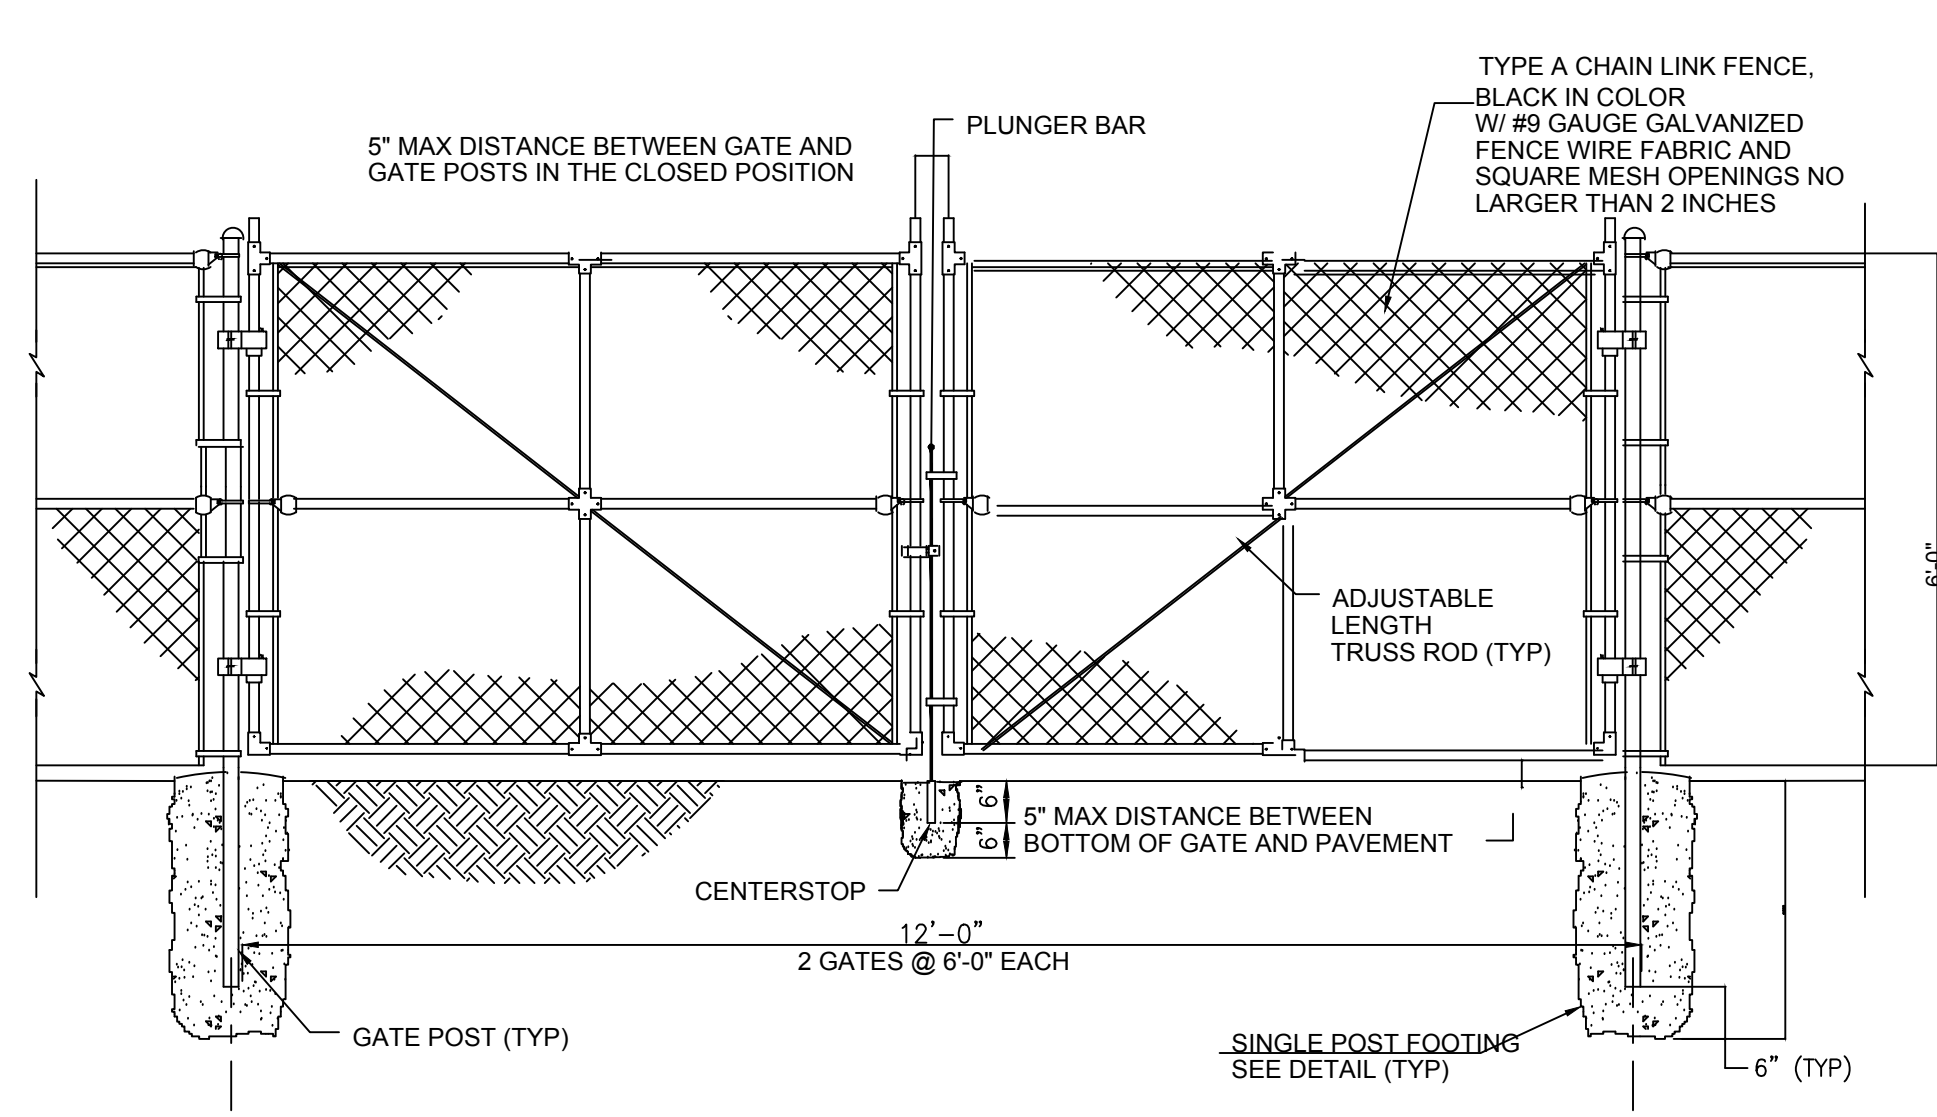 TYPE A CHAIN LINK FENCE,
BLACK IN COLOR
W/ #9 GAUGE GALVANIZED
FENCE WIRE FABRIC AND
SQUARE MESH OPENINGS NO
LARGER THAN 2 INCHES
PLUNGER BAR
5" MAX DISTANCE BETWEEN GATE AND
GATE POSTS IN THE CLOSED POSITION
6'-0"
ADJUSTABLE
LENGTH
TRUSS ROD (TYP)
6"
6"
5" MAX DISTANCE BETWEEN
BOTTOM OF GATE AND PAVEMENT
CENTERSTOP
12'-0"
2 GATES @ 6'-0" EACH
GATE POST (TYP)
SINGLE POST FOOTING
SEE DETAIL (TYP)
6" (TYP)